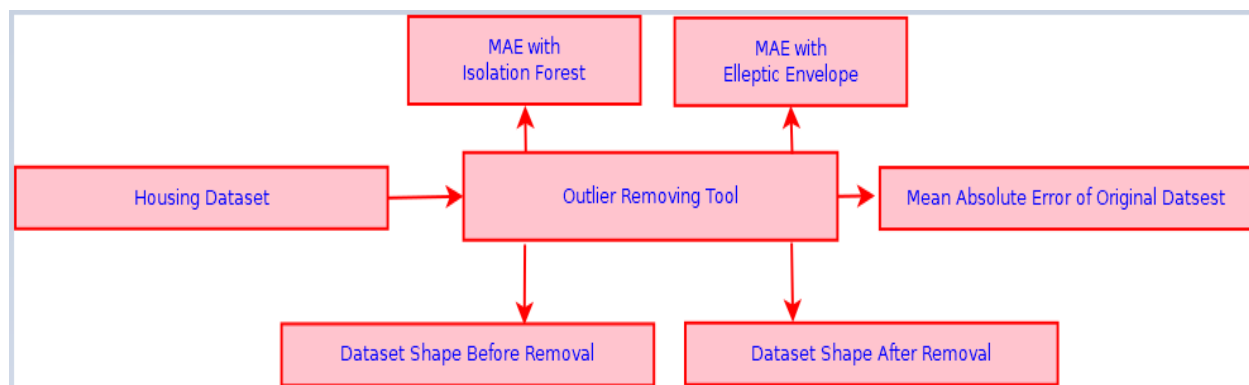 MAE with
Isolation Forest
MAE with
Elleptic Envelope
Housing Dataset
Outlier Removing Tool
Mean Absolute Error of Original Datsest
Dataset Shape Before Removal
Dataset Shape After Removal